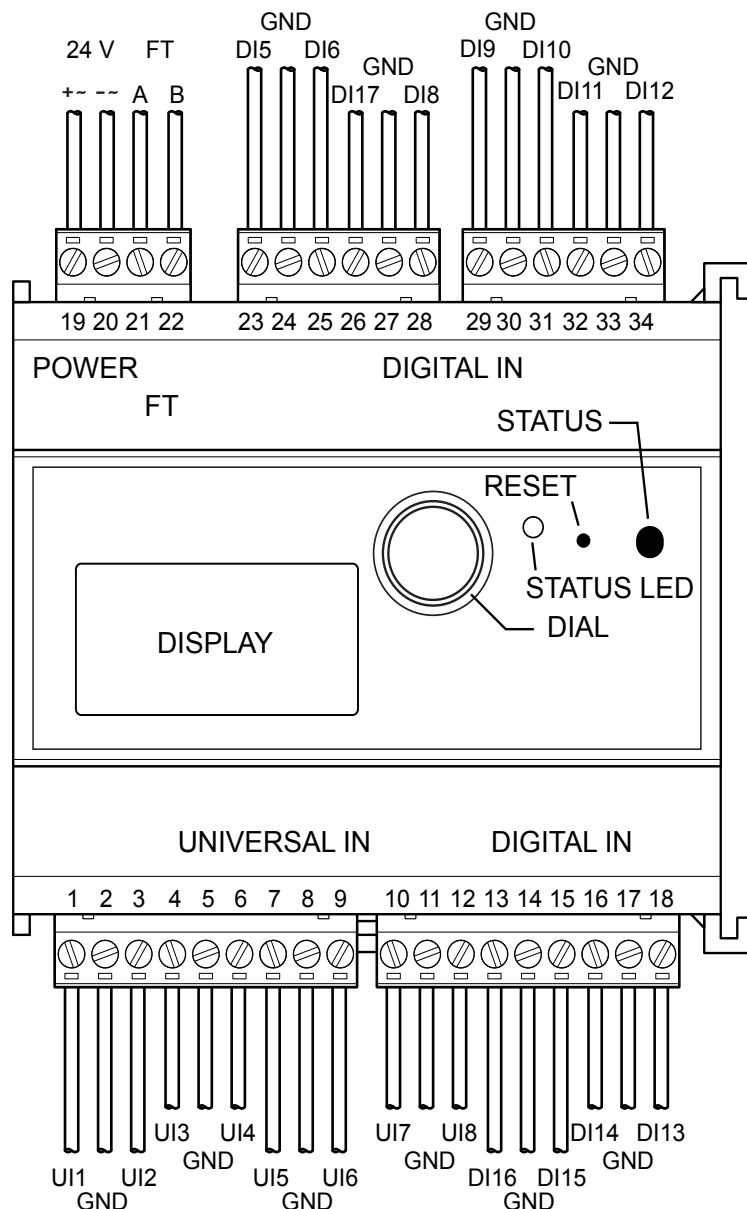 GND GND
24 V FT DI5 DI6 DI9 DI10
GND GND
+~ -~ A B DI17 DI8 DI11 DI12
19 20 21 22 23 24 25 26 27 28 29 30 31 32 33 34
POWER DIGITAL IN
FT
STATUS
RESET
STATUS LED
DIAL
DISPLAY
UNIVERSAL IN DIGITAL IN
1 2 3 4 5 6 7 8 9 10 11 12 13 14 15 16 17 18
UI3 UI4 UI7 UI8 DI14 DI13
GND GND GND
UI1 UI2 UI5 UI6 DI16 DI15
GND GND GND